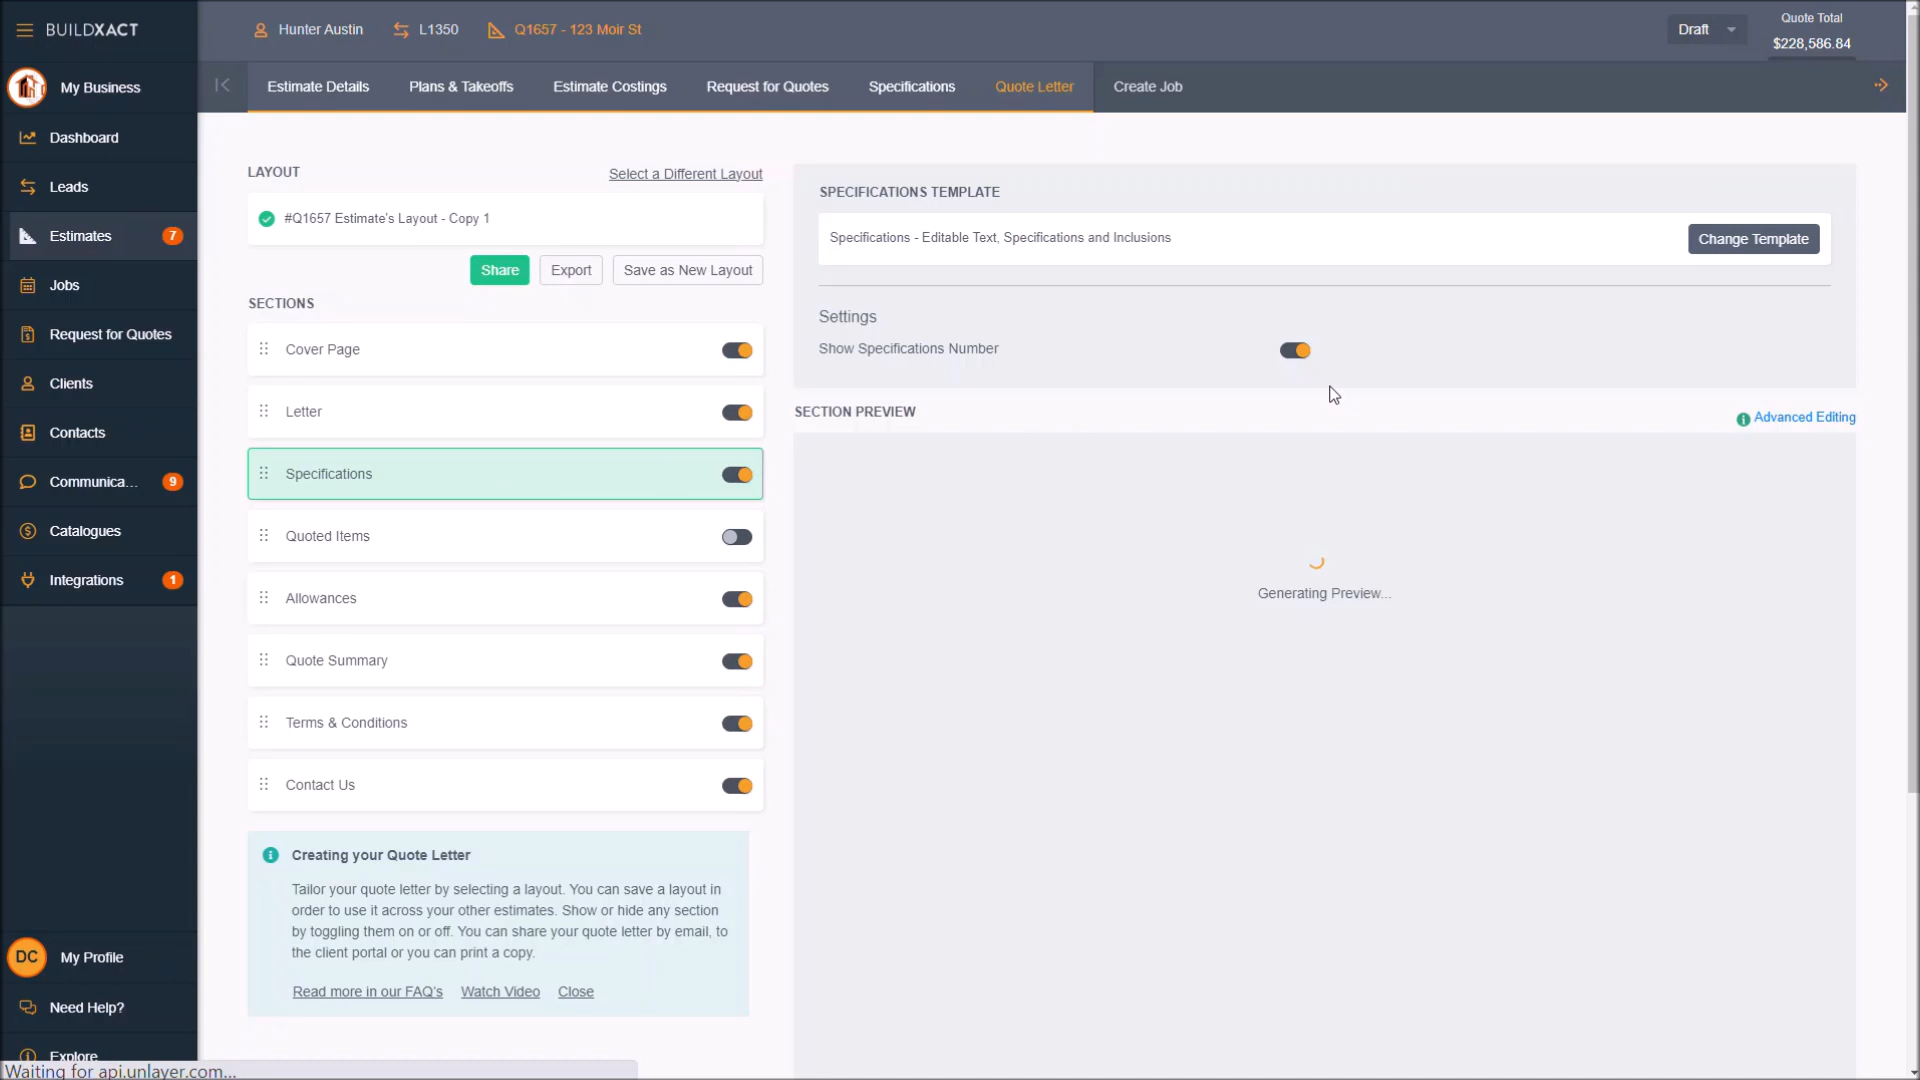 BUILDXACT
Hunter Austin
L1350
Q1657 - 123 Moir St
Draft
Quote Total
$228,586.84
My Business
Estimate Details
Plans & Takeoffs
Estimate Costings
Request for Quotes
Specifications
Quote Letter
Create Job
Dashboard
Leads
Estimates
7
Jobs
Request for Quotes
Clients
Contacts
Communica...
9
Catalogues
Integrations
1
DC
My Profile
Need Help?
Explore
Waiting for api.unlayer.com...
LAYOUT
Select a Different Layout
#Q1657 Estimate's Layout - Copy 1
Share
Export
Save as New Layout
SECTIONS
Cover Page
Letter
Specifications
Quoted Items
Allowances
Quote Summary
Terms & Conditions
Contact Us
Creating your Quote Letter
Tailor your quote letter by selecting a layout. You can save a layout in
order to use it across your other estimates. Show or hide any section
by toggling them on or off. You can share your quote letter by email, to
the client portal or you can print a copy.
Read more in our FAQ's
Watch Video
Close
SPECIFICATIONS TEMPLATE
Specifications - Editable Text, Specifications and Inclusions
Change Template
Settings
Show Specifications Number
SECTION PREVIEW
Advanced Editing
Generating Preview...